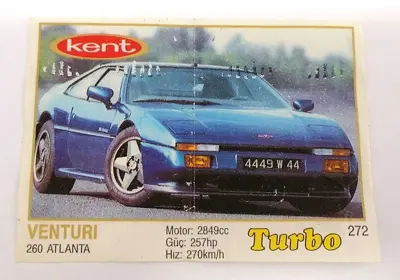 kent
4449 W 44
VENTURI
260 ATLANTA
Motor: 2849cc
Güç: 257hp
Hız: 270km/h
Turbo
272